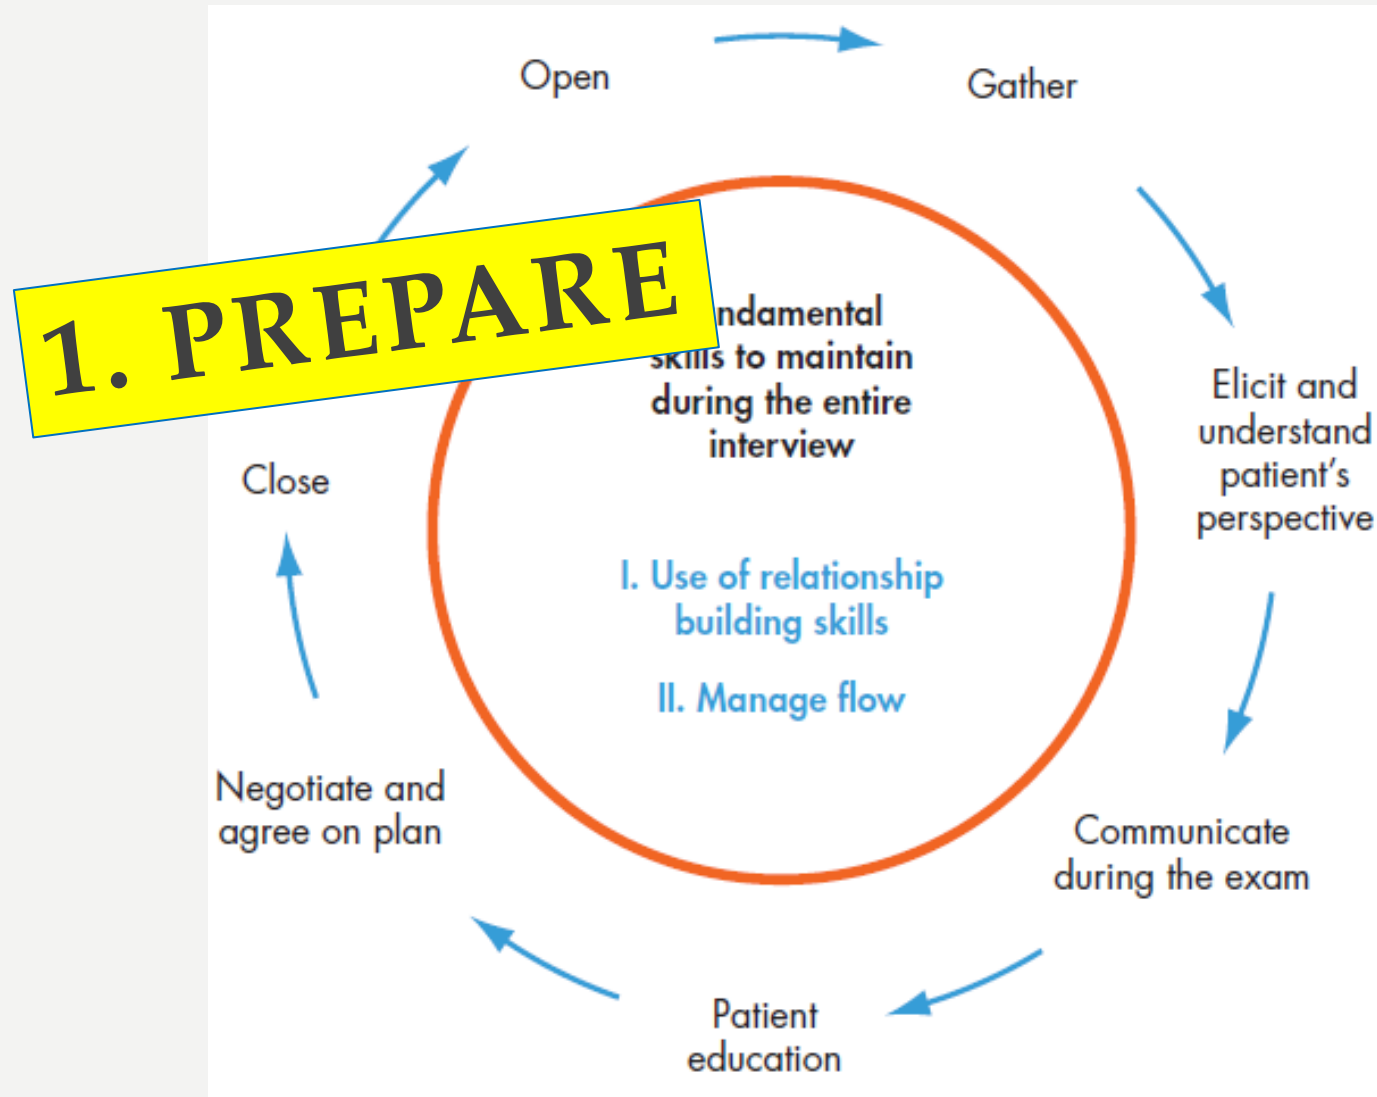 Open
Gather
1. PREPARE
skills to maintain
during the entire
interview
Elicit and
understand
patient's
perspective
Close
I. Use of relationship
building skills
II. Manage flow
Negotiate and
agree on plan
Communicate
during the exam
Patient
education